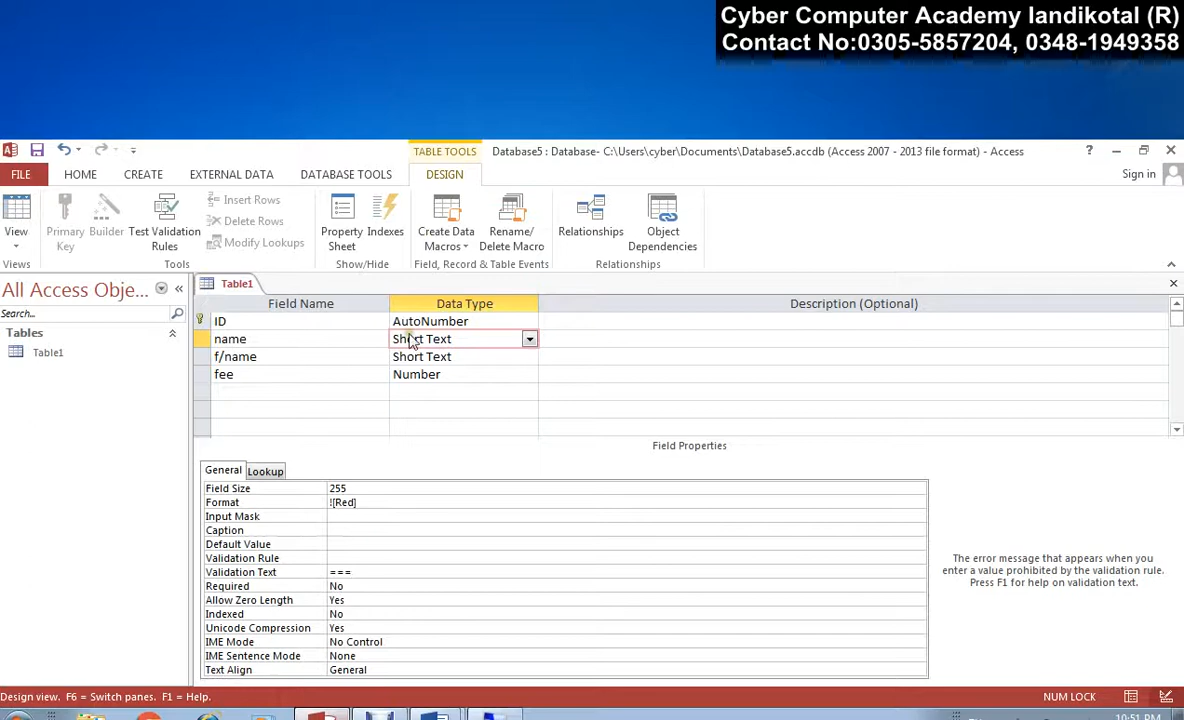 Cyber Computer Academy landikotal (R)
Contact No:0305-5857204, 0348-1949358
TABLE TOOLS
Database5 : Database- C:\Users\cyber\Documents\Database5.accdb (Access 2007 - 2013 file format) - Access
FILE HOME CREATE EXTERNAL DATA DATABASE TOOLS DESIGN Sign in
View
Primary Key
Builder
Test Validation Rules
Insert Rows
Delete Rows
Modify Lookups
Property Sheet
Indexes
Create Data Macros
Rename/ Delete Macro
Relationships
Object Dependencies
Views Tools Show/Hide Field, Record & Table Events Relationships
All Access Obje...
Search...
Tables
Table1
Table1
Field Name Data Type Description (Optional)
ID AutoNumber
name Short Text
f/name Short Text
fee Number
Field Properties
General Lookup
Field Size 255
Format ![Red]
Input Mask
Caption
Default Value
Validation Rule
Validation Text ===
Required No
Allow Zero Length Yes
Indexed No
Unicode Compression Yes
IME Mode No Control
IME Sentence Mode None
Text Align General
The error message that appears when you
enter a value prohibited by the validation rule.
Press F1 for help on validation text.
Design view. F6 = Switch panes. F1 = Help. NUM LOCK
10:51 PM